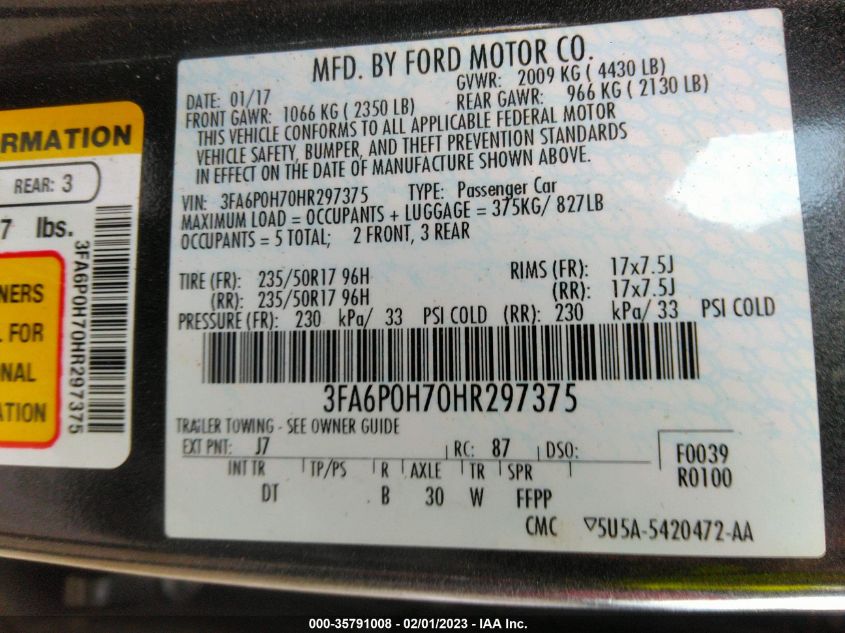 MFD. BY FORD MOTOR CO.
DATE: 01/17 GVWR: 2009 KG ( 4430 LB)
FRONT GAWR: 1066 KG ( 2350 LB) REAR GAWR: 966 KG ( 2130 LB)
THIS VEHICLE CONFORMS TO ALL APPLICABLE FEDERAL MOTOR
VEHICLE SAFETY, BUMPER, AND THEFT PREVENTION STANDARDS
IN EFFECT ON THE DATE OF MANUFACTURE SHOWN ABOVE.
VIN: 3FA6P0H70HR297375 TYPE: Passenger Car
MAXIMUM LOAD = OCCUPANTS + LUGGAGE = 375KG/ 827LB
OCCUPANTS = 5 TOTAL; 2 FRONT, 3 REAR
TIRE (FR): 235/50R17 96H RIMS (FR): 17x7.5J
(RR): 235/50R17 96H (RR): 17x7.5J
PRESSURE (FR): 230 kPa/ 33 PSI COLD (RR): 230 kPa/ 33 PSI COLD
3FA6P0H70HR297375
TRAILER TOWING - SEE OWNER GUIDE
EXT PNT: J7 RC: 87 DSO: F0039
INT TR TP/PS R AXLE TR SPR R0100
DT B 30 W FFPP
CMC ▽5U5A-5420472-AA
ORMATION
REAR: 3
7 lbs.
NERS
L FOR
NAL
ATION
3FA6P0H70HR297375
000-35791008 - 02/01/2023 - IAA Inc.